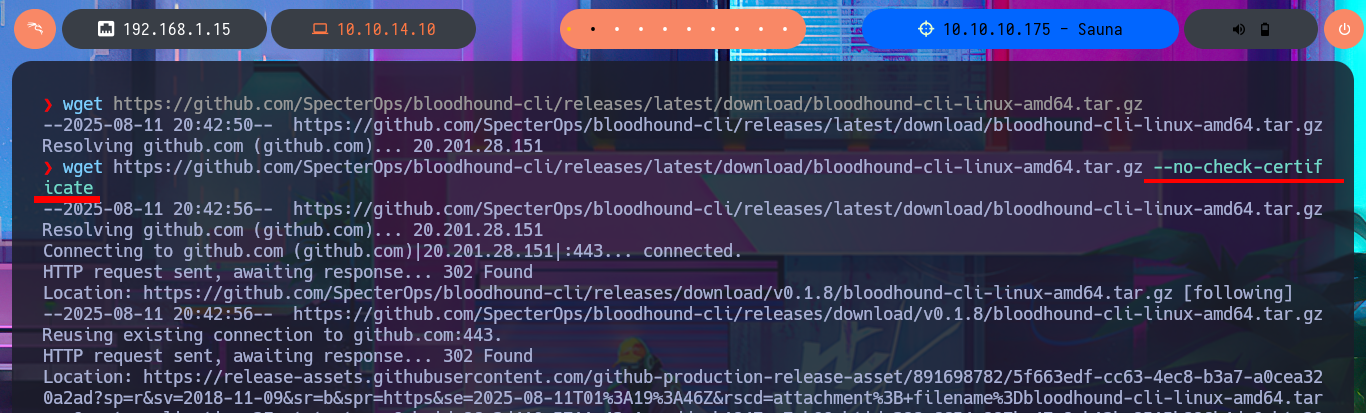 192.168.1.15 10.10.14.10 10.10.10.175 - Sauna
❯ wget https://github.com/SpecterOps/bloodhound-cli/releases/latest/download/bloodhound-cli-linux-amd64.tar.gz
--2025-08-11 20:42:50--  https://github.com/SpecterOps/bloodhound-cli/releases/latest/download/bloodhound-cli-linux-amd64.tar.gz
Resolving github.com (github.com)... 20.201.28.151
❯ wget https://github.com/SpecterOps/bloodhound-cli/releases/latest/download/bloodhound-cli-linux-amd64.tar.gz --no-check-certif
icate
--2025-08-11 20:42:56--  https://github.com/SpecterOps/bloodhound-cli/releases/latest/download/bloodhound-cli-linux-amd64.tar.gz
Resolving github.com (github.com)... 20.201.28.151
Connecting to github.com (github.com)|20.201.28.151|:443... connected.
HTTP request sent, awaiting response... 302 Found
Location: https://github.com/SpecterOps/bloodhound-cli/releases/download/v0.1.8/bloodhound-cli-linux-amd64.tar.gz [following]
--2025-08-11 20:42:56--  https://github.com/SpecterOps/bloodhound-cli/releases/download/v0.1.8/bloodhound-cli-linux-amd64.tar.gz
Reusing existing connection to github.com:443.
HTTP request sent, awaiting response... 302 Found
Location: https://release-assets.githubusercontent.com/github-production-release-asset/891698782/5f663edf-cc63-4ec8-b3a7-a0cea32
0a2ad?sp=r&sv=2018-11-09&sr=b&spr=https&se=2025-08-11T01%3A19%3A46Z&rscd=attachment%3B+filename%3Dbloodhound-cli-linux-amd64.tar